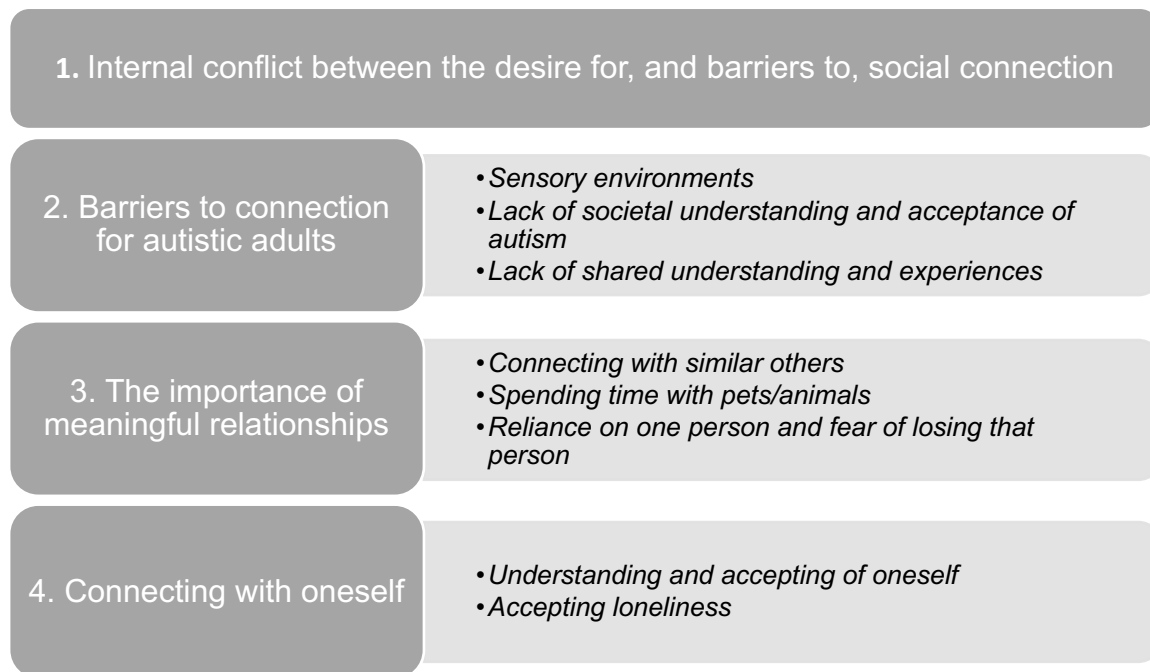 1. Internal conflict between the desire for, and barriers to, social connection
2. Barriers to connection
for autistic adults
•Sensory environments
•Lack of societal understanding and acceptance of
autism
•Lack of shared understanding and experiences
3. The importance of
meaningful relationships
•Connecting with similar others
•Spending time with pets/animals
•Reliance on one person and fear of losing that
person
4. Connecting with oneself
•Understanding and accepting of oneself
•Accepting loneliness